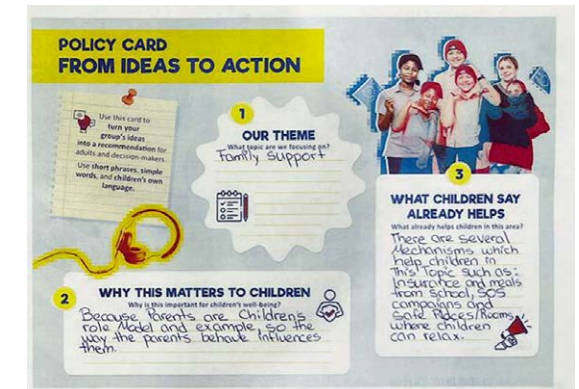 POLICY CARD
FROM IDEAS TO ACTION
Use this card to
turn your
group's ideas
into a recommendation for
adults and decision-makers.
Use short phrases, simple
words, and children's own
language.
1
OUR THEME
What topic are we focusing on?
Family support
2
WHY THIS MATTERS TO CHILDREN
Why is this important for children's well-being?
Because Parents are Children's
role Model and example, so the
way the parents behave influences
them.
3
WHAT CHILDREN SAY
ALREADY HELPS
What already helps children in this area?
There are several
Mechanisms which
help children in
This Topic such as:
Insurance and meals
from school, SOS
campaigns and
Safe Places/Rooms
where children
can relax.